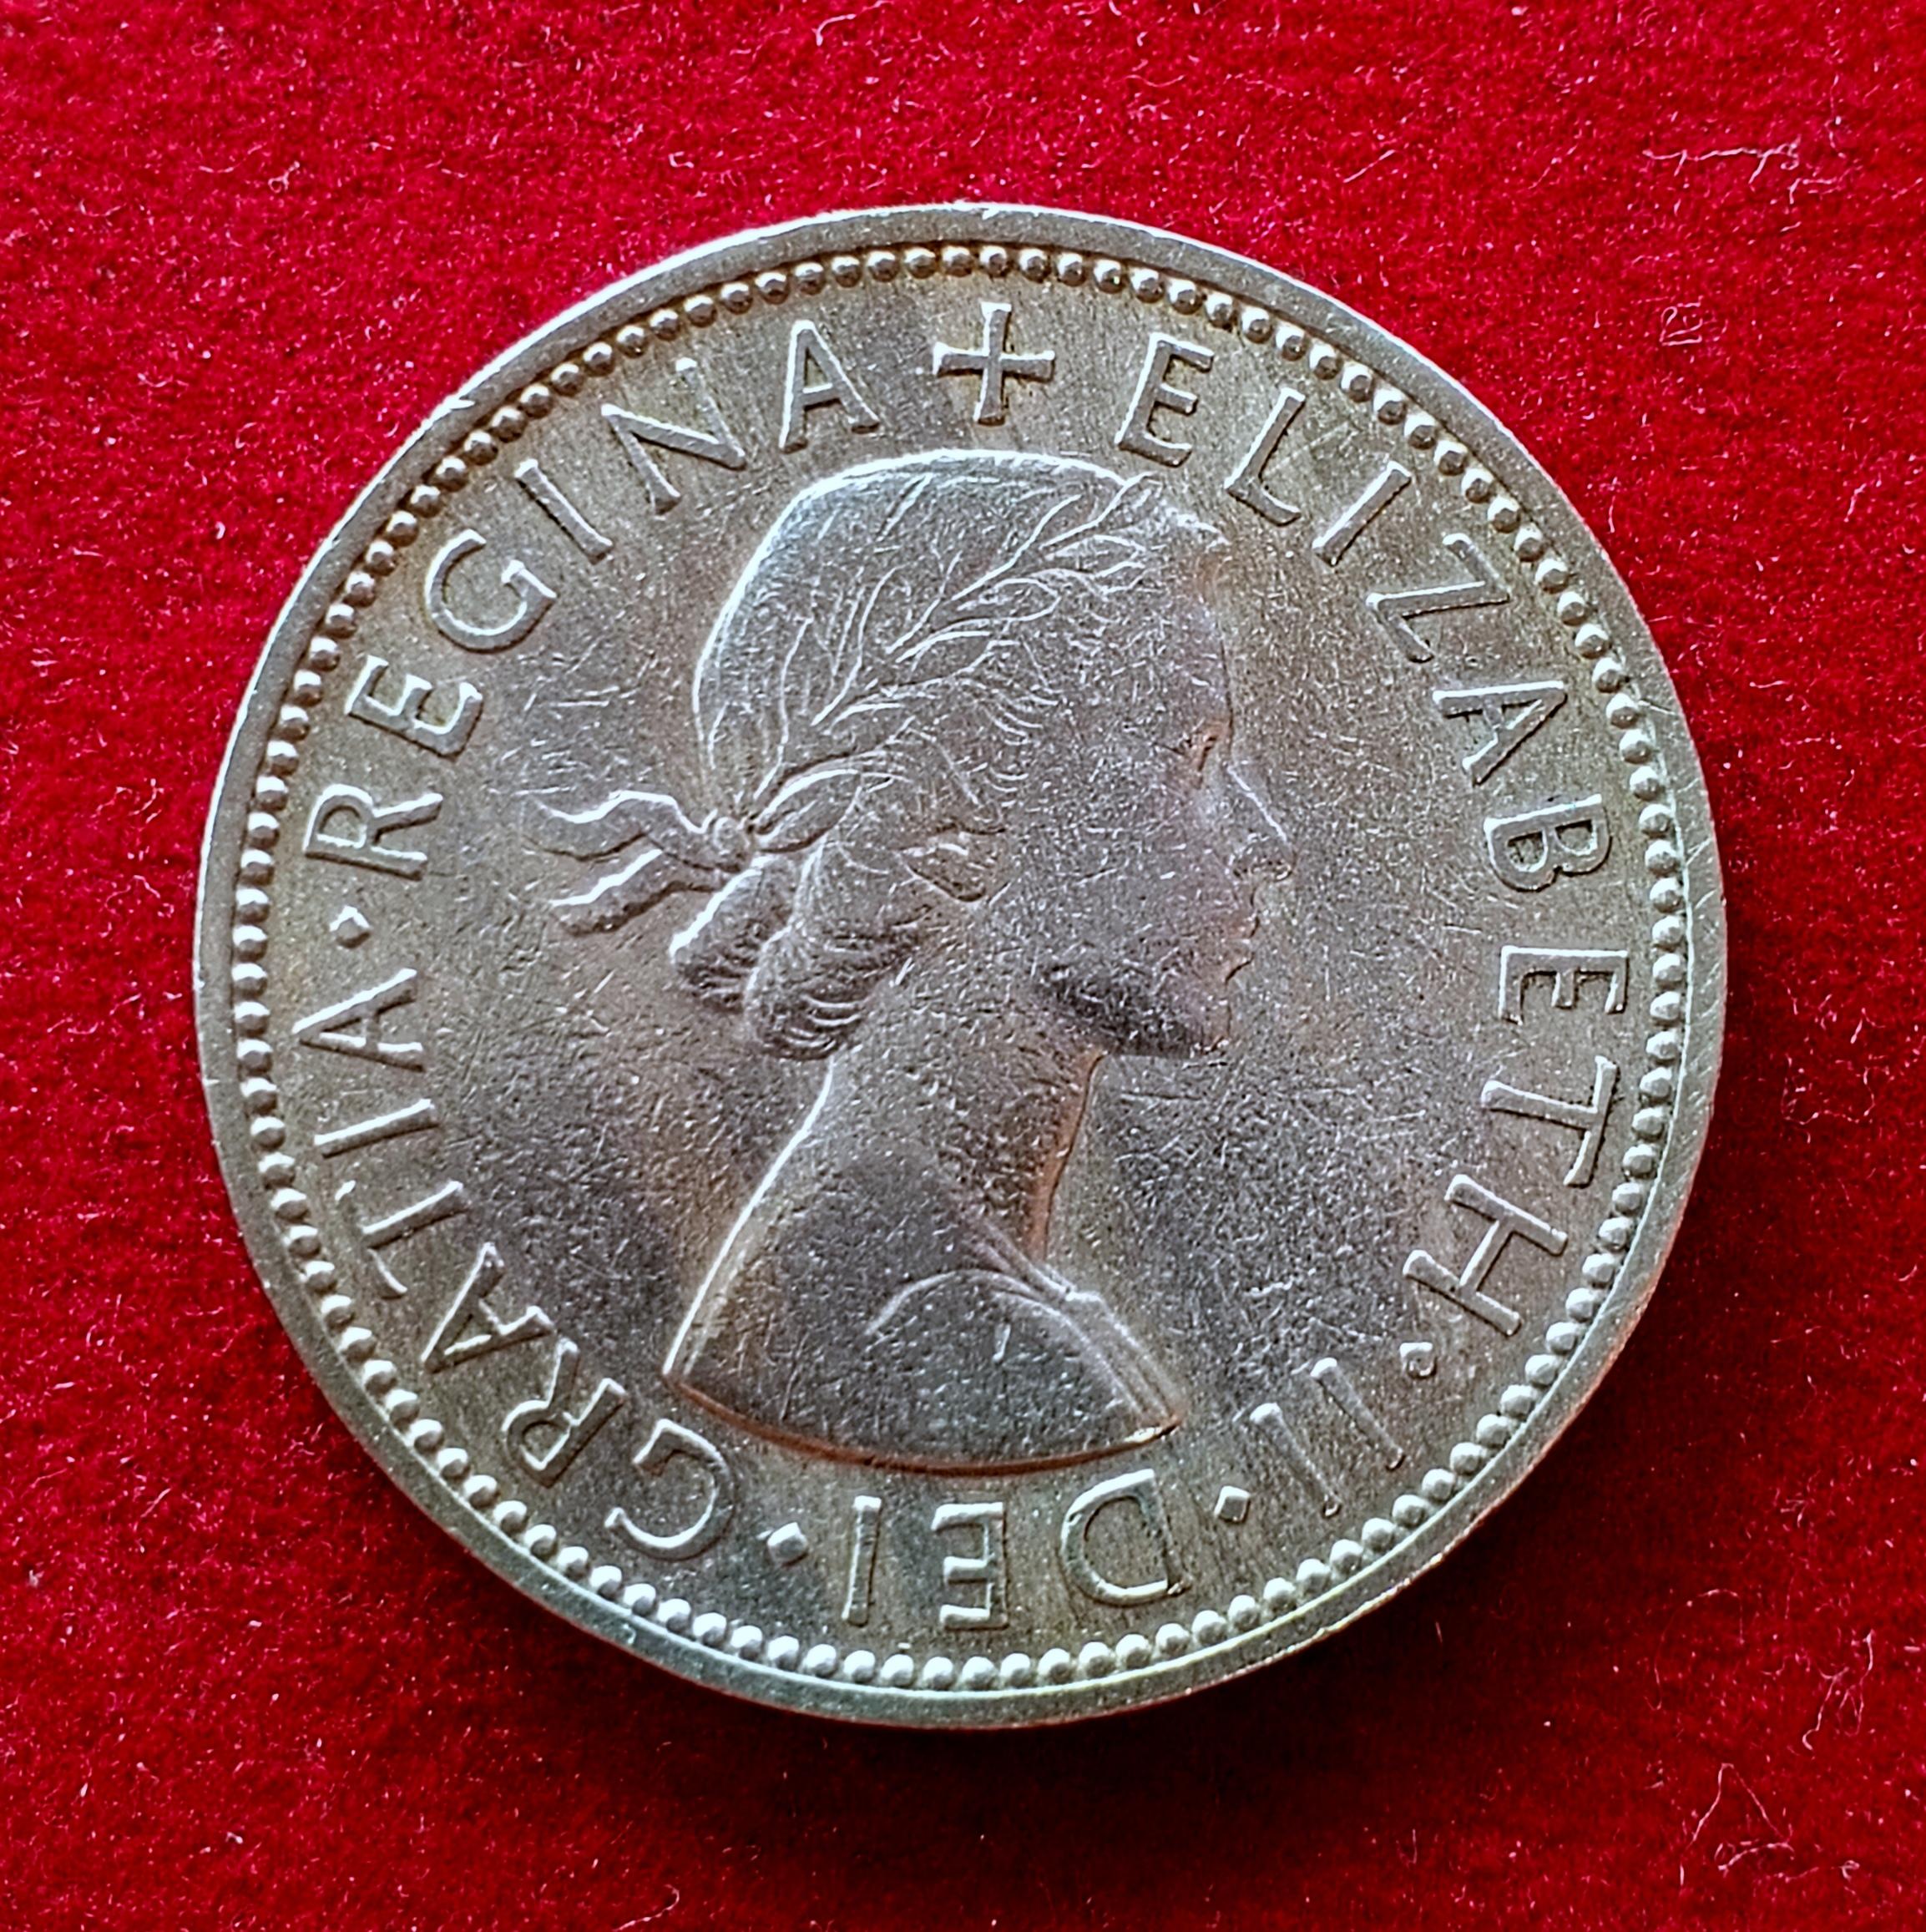 + ELIZABETH · II · DEI · GRATIA · REGINA